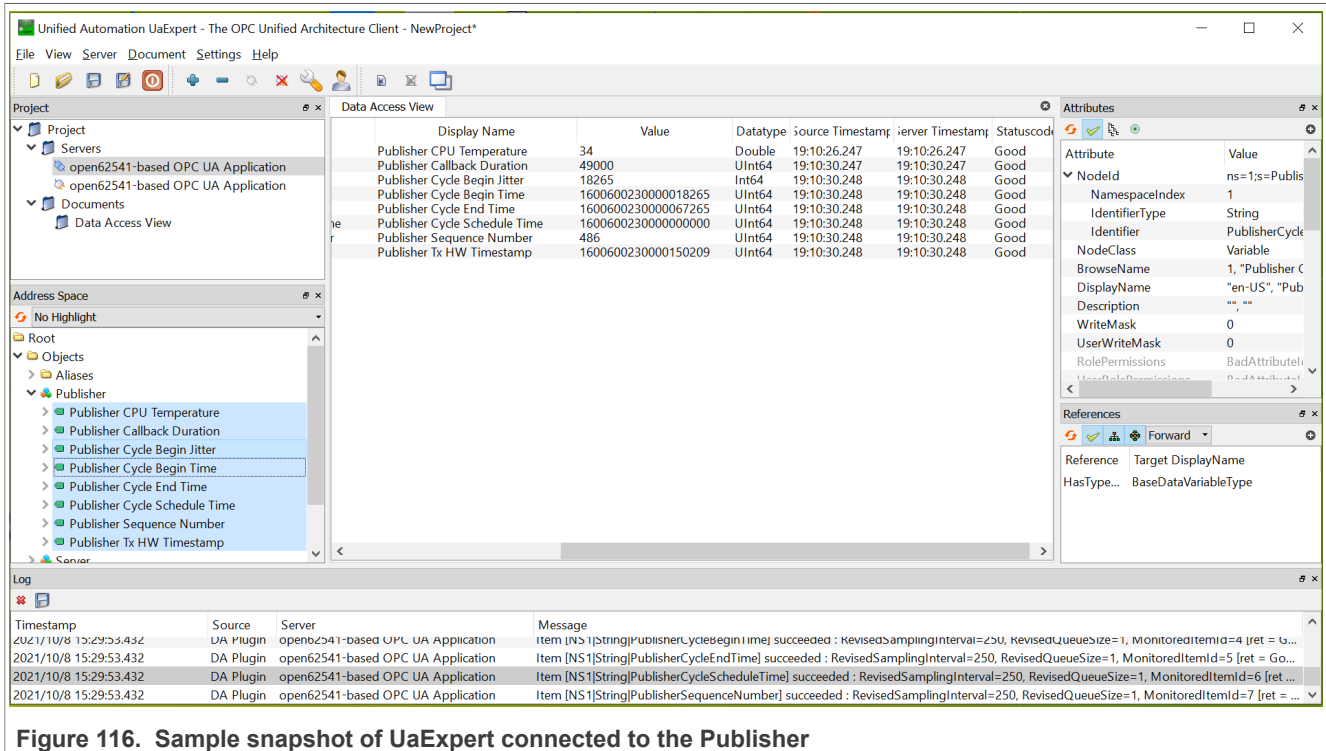 Unified Automation UaExpert - The OPC Unified Architecture Client - NewProject*
File View Server Document Settings Help
Project
Project
Servers
open62541-based OPC UA Application
open62541-based OPC UA Application
Documents
Data Access View
Address Space
No Highlight
Root
Objects
Aliases
Publisher
Publisher CPU Temperature
Publisher Callback Duration
Publisher Cycle Begin Jitter
Publisher Cycle Begin Time
Publisher Cycle End Time
Publisher Cycle Schedule Time
Publisher Sequence Number
Publisher Tx HW Timestamp
Server
Data Access View
Display Name Value Datatype Source Timestamp Server Timestamp Statuscode
Publisher CPU Temperature 34 Double 19:10:26.247 19:10:26.247 Good
Publisher Callback Duration 49000 UInt64 19:10:30.247 19:10:30.247 Good
Publisher Cycle Begin Jitter 18265 Int64 19:10:30.248 19:10:30.248 Good
Publisher Cycle Begin Time 1600600230000018265 UInt64 19:10:30.248 19:10:30.248 Good
Publisher Cycle End Time 1600600230000067265 UInt64 19:10:30.248 19:10:30.248 Good
ne Publisher Cycle Schedule Time 1600600230000000000 UInt64 19:10:30.248 19:10:30.248 Good
r Publisher Sequence Number 486 UInt64 19:10:30.248 19:10:30.248 Good
Publisher Tx HW Timestamp 1600600230000150209 UInt64 19:10:30.248 19:10:30.248 Good
Attributes
Attribute Value
NodeId ns=1;s=Publis
NamespaceIndex 1
IdentifierType String
Identifier PublisherCycle
NodeClass Variable
BrowseName 1, "Publisher C
DisplayName "en-US", "Pub
Description "", ""
WriteMask 0
UserWriteMask 0
RolePermissions BadAttributeI
UserRolePermissions BadAttributeI
References
Forward
Reference Target DisplayName
HasType... BaseDataVariableType
Log
Timestamp Source Server Message
2021/10/8 15:29:53.432 DA Plugin open62541-based OPC UA Application Item [NS1|String|PublisherCycleBeginTime] succeeded : RevisedSamplingInterval=250, RevisedQueueSize=1, MonitoredItemId=4 [ret = G...
2021/10/8 15:29:53.432 DA Plugin open62541-based OPC UA Application Item [NS1|String|PublisherCycleEndTime] succeeded : RevisedSamplingInterval=250, RevisedQueueSize=1, MonitoredItemId=5 [ret = Go...
2021/10/8 15:29:53.432 DA Plugin open62541-based OPC UA Application Item [NS1|String|PublisherCycleScheduleTime] succeeded : RevisedSamplingInterval=250, RevisedQueueSize=1, MonitoredItemId=6 [ret ...
2021/10/8 15:29:53.432 DA Plugin open62541-based OPC UA Application Item [NS1|String|PublisherSequenceNumber] succeeded : RevisedSamplingInterval=250, RevisedQueueSize=1, MonitoredItemId=7 [ret = ...
Figure 116. Sample snapshot of UaExpert connected to the Publisher